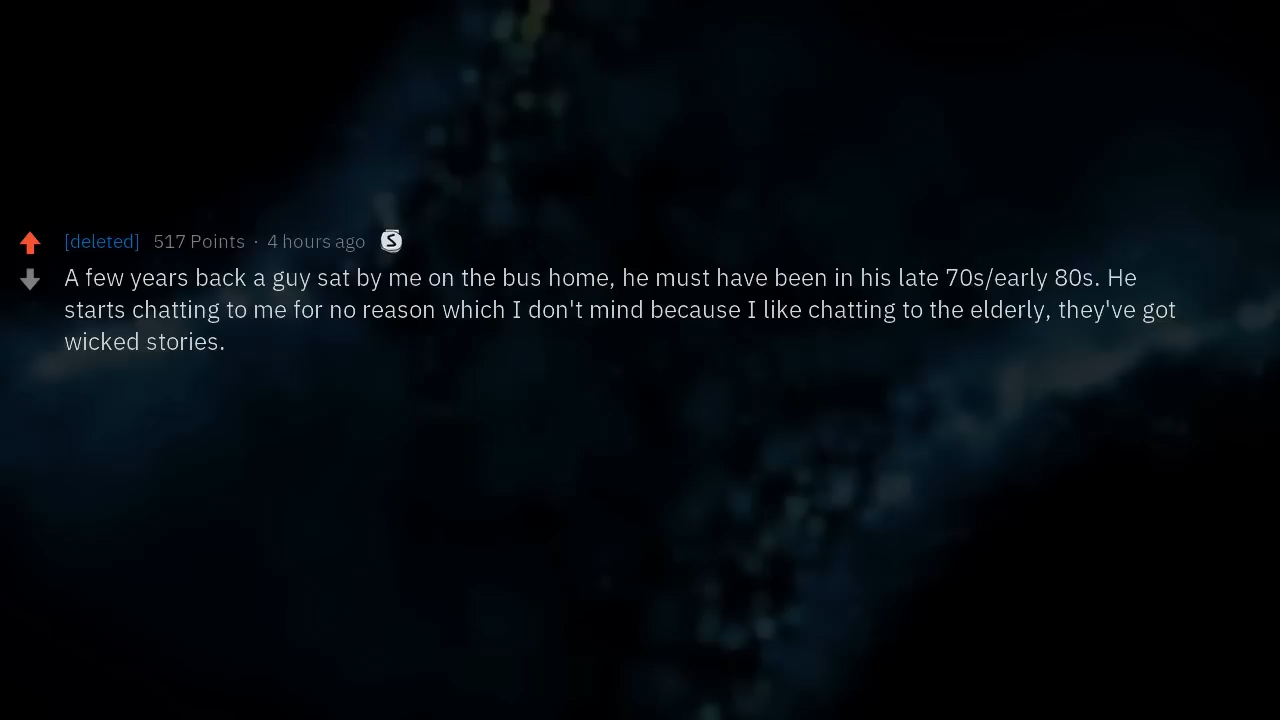 [deleted] 517 Points · 4 hours ago S
A few years back a guy sat by me on the bus home, he must have been in his late 70s/early 80s. He
starts chatting to me for no reason which I don't mind because I like chatting to the elderly, they've got
wicked stories.